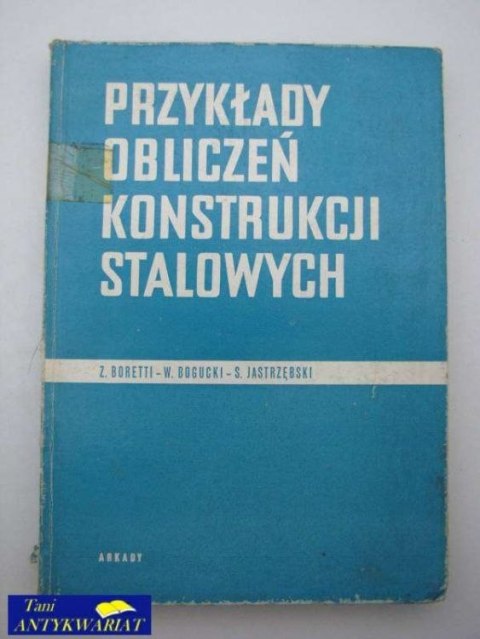 PRZYKŁADY
OBLICZEŃ
KONSTRUKCJI
STALOWYCH
Z. BORETTI – W. BOGUCKI – S. JASTRZĘBSKI
ARKADY
Tani
ANTYKWARIAT